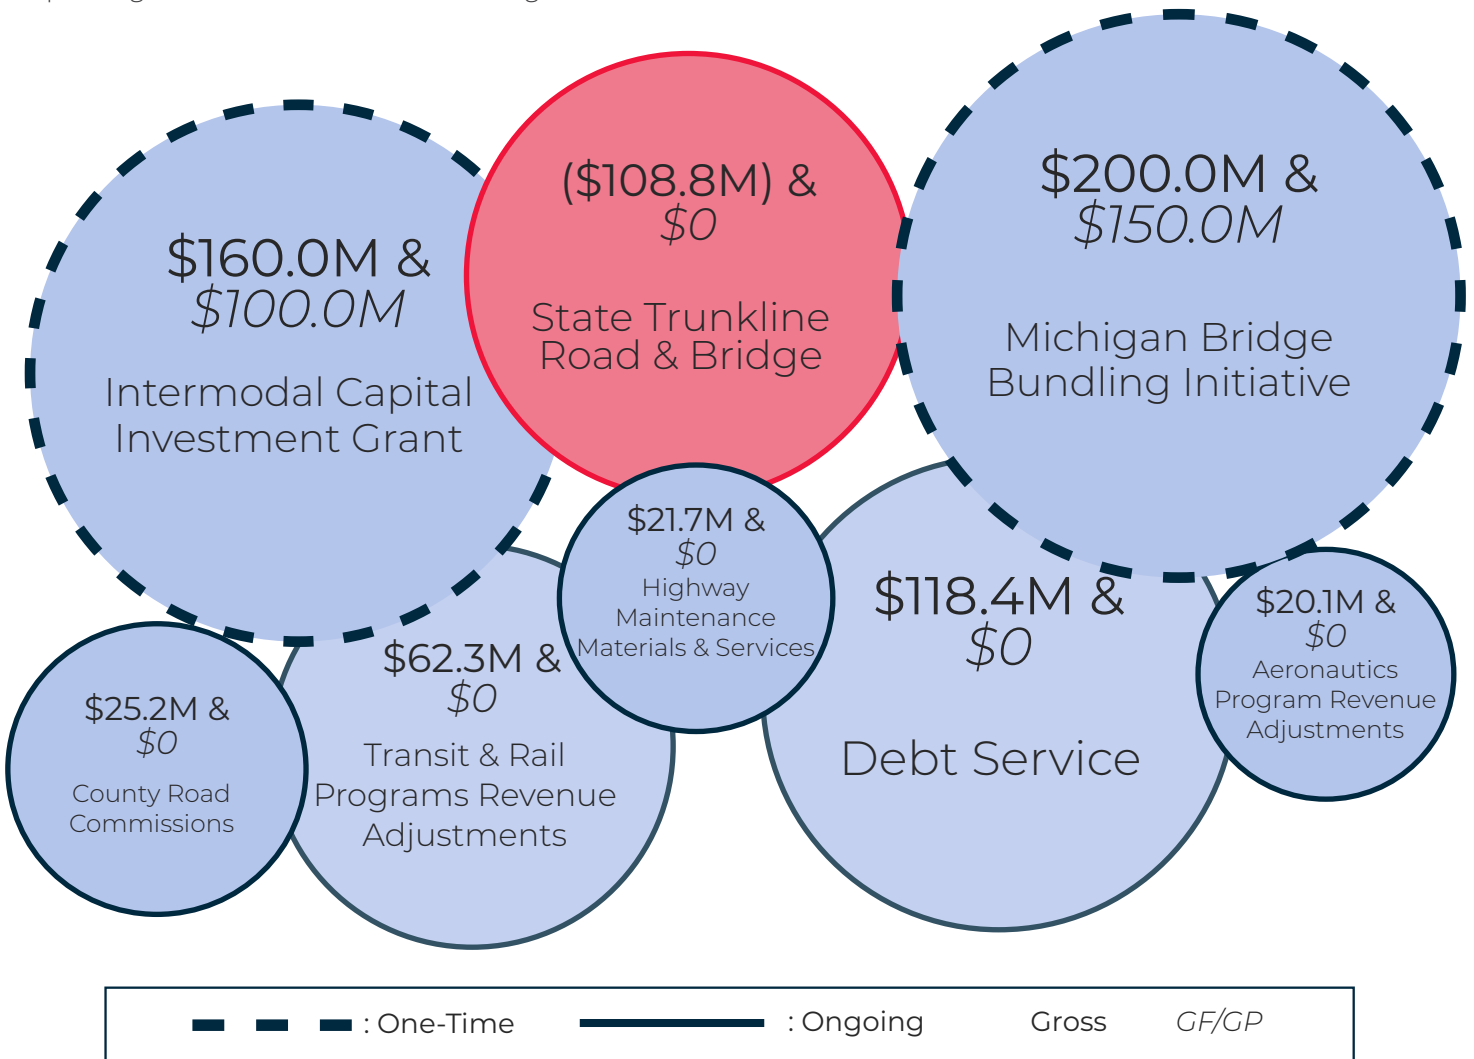 $160.0M &
$100.0M
Intermodal Capital
Investment Grant
($108.8M) &
$0
State Trunkline
Road & Bridge
$200.0M &
$150.0M
Michigan Bridge
Bundling Initiative
$25.2M &
$0
County Road
Commissions
$62.3M &
$0
Transit & Rail
Programs Revenue
Adjustments
$21.7M &
$0
Highway
Maintenance
Materials & Services
$118.4M &
$0
Debt Service
$20.1M &
$0
Aeronautics
Program Revenue
Adjustments
: One-Time
: Ongoing
Gross
GF/GP